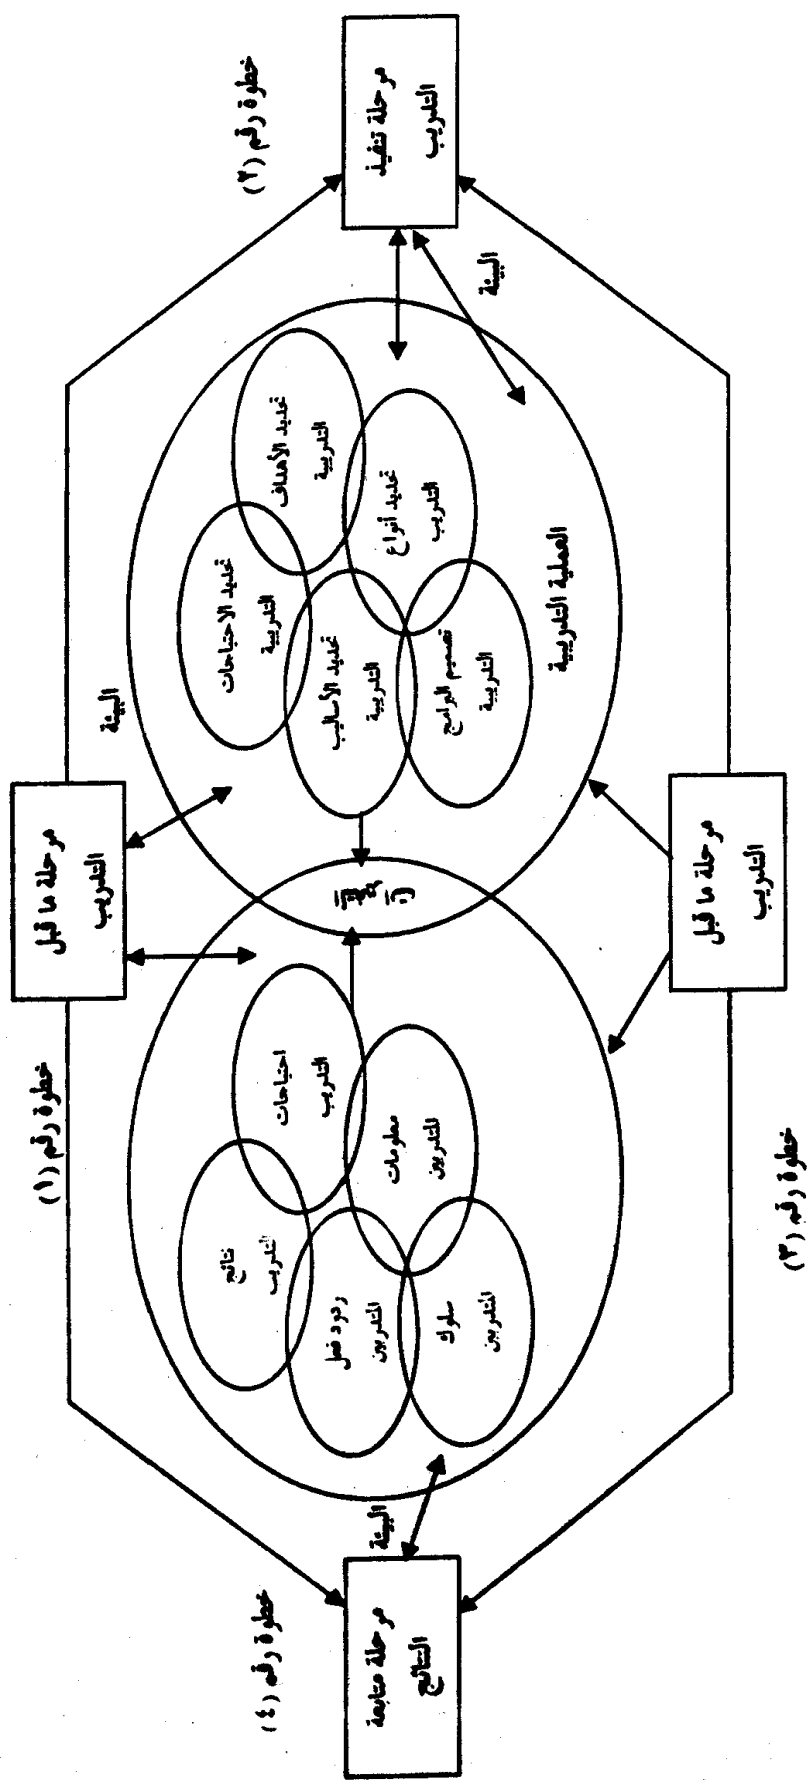 خطوة رقم (١)
مرحلة ما قبل
التدريب
البيئة
خطوة رقم (٢)
مرحلة تنفيذ
التدريب
البيئة
تحديد الأهداف
التدريبية
تحديد الاحتياجات
التدريبية
تحديد أنواع
التدريب
تحديد الأساليب
التدريبية
تصميم البرامج
التدريبية
العملية التدريبية
احتياجات
التدريب
معلومات
المتدربين
نتائج
التدريب
ردود فعل
المتدربين
سلوك
المتدربين
خطوة رقم (٣)
مرحلة ما قبل
التدريب
البيئة
خطوة رقم (٤)
مرحلة متابعة
النتائج